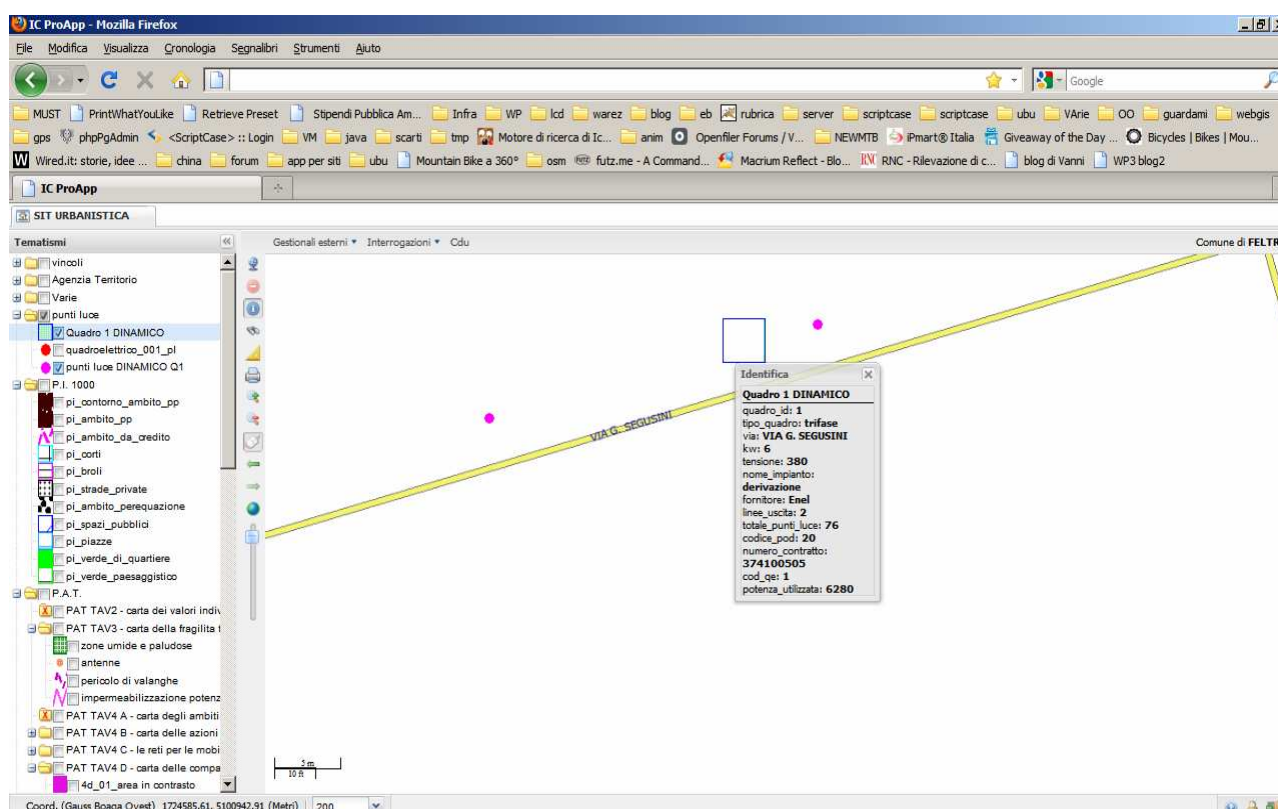 IC ProApp - Mozilla Firefox
File Modifica Visualizza Cronologia Segnalibri Strumenti Aiuto
Google
MUST PrintWhatYouLike Retrieve Preset Stipendi Pubblica Am... Infra WP lcd warez blog eb rubrica server scriptcase scriptcase ubu VArie OO guardami webgis
gps phpPgAdmin <ScriptCase> :: Login VM java scarti tmp Motore di ricerca di Ic... anim Openfiler Forums / V... NEWMTB iPmart® Italia Giveaway of the Day ... Bicycles | Bikes | Mou...
W Wired.it: storie, idee ... china forum app per siti ubu Mountain Bike a 360° osm futz.me - A Command... Macrium Reflect - Blo... RNC RNC - Rilevazione di c... blog di Vanni WP3 blog2
IC ProApp
SIT URBANISTICA
Tematismi
Gestionali esterni Interrogazioni Cdu
Comune di FELTR
vincoli
Agenzia Territorio
Varie
punti luce
Quadro 1 DINAMICO
quadroelettrico_001_pl
punti luce DINAMICO Q1
P.I. 1000
pi_contorno_ambito_pp
pi_ambito_pp
pi_ambito_da_credito
pi_corti
pi_broli
pi_strade_private
pi_ambito_perequazione
pi_spazi_pubblici
pi_piazze
pi_verde_di_quartiere
pi_verde_paesaggistico
P.A.T.
PAT TAV2 - carta dei valori indiv
PAT TAV3 - carta della fragilita
zone umide e paludose
antenne
pericolo di valanghe
impermeabilizzazione potenz
PAT TAV4 A - carta degli ambiti
PAT TAV4 B - carta delle azioni
PAT TAV4 C - le reti per le mobi
PAT TAV4 D - carta delle compa
4d_01_area in contrasto
VIA G. SEGUSINI
Identifica
Quadro 1 DINAMICO
quadro_id: 1
tipo_quadro: trifase
via: VIA G. SEGUSINI
kw: 6
tensione: 380
nome_impianto:
derivazione
fornitore: Enel
linee_uscita: 2
totale_punti_luce: 76
codice_pod: 20
numero_contratto:
374100505
cod_qe: 1
potenza_utilizzata: 6280
3 m
10 ft
Coord. (Gauss Boaga Ovest) 1724585.61, 5100942.91 (Metri) 200